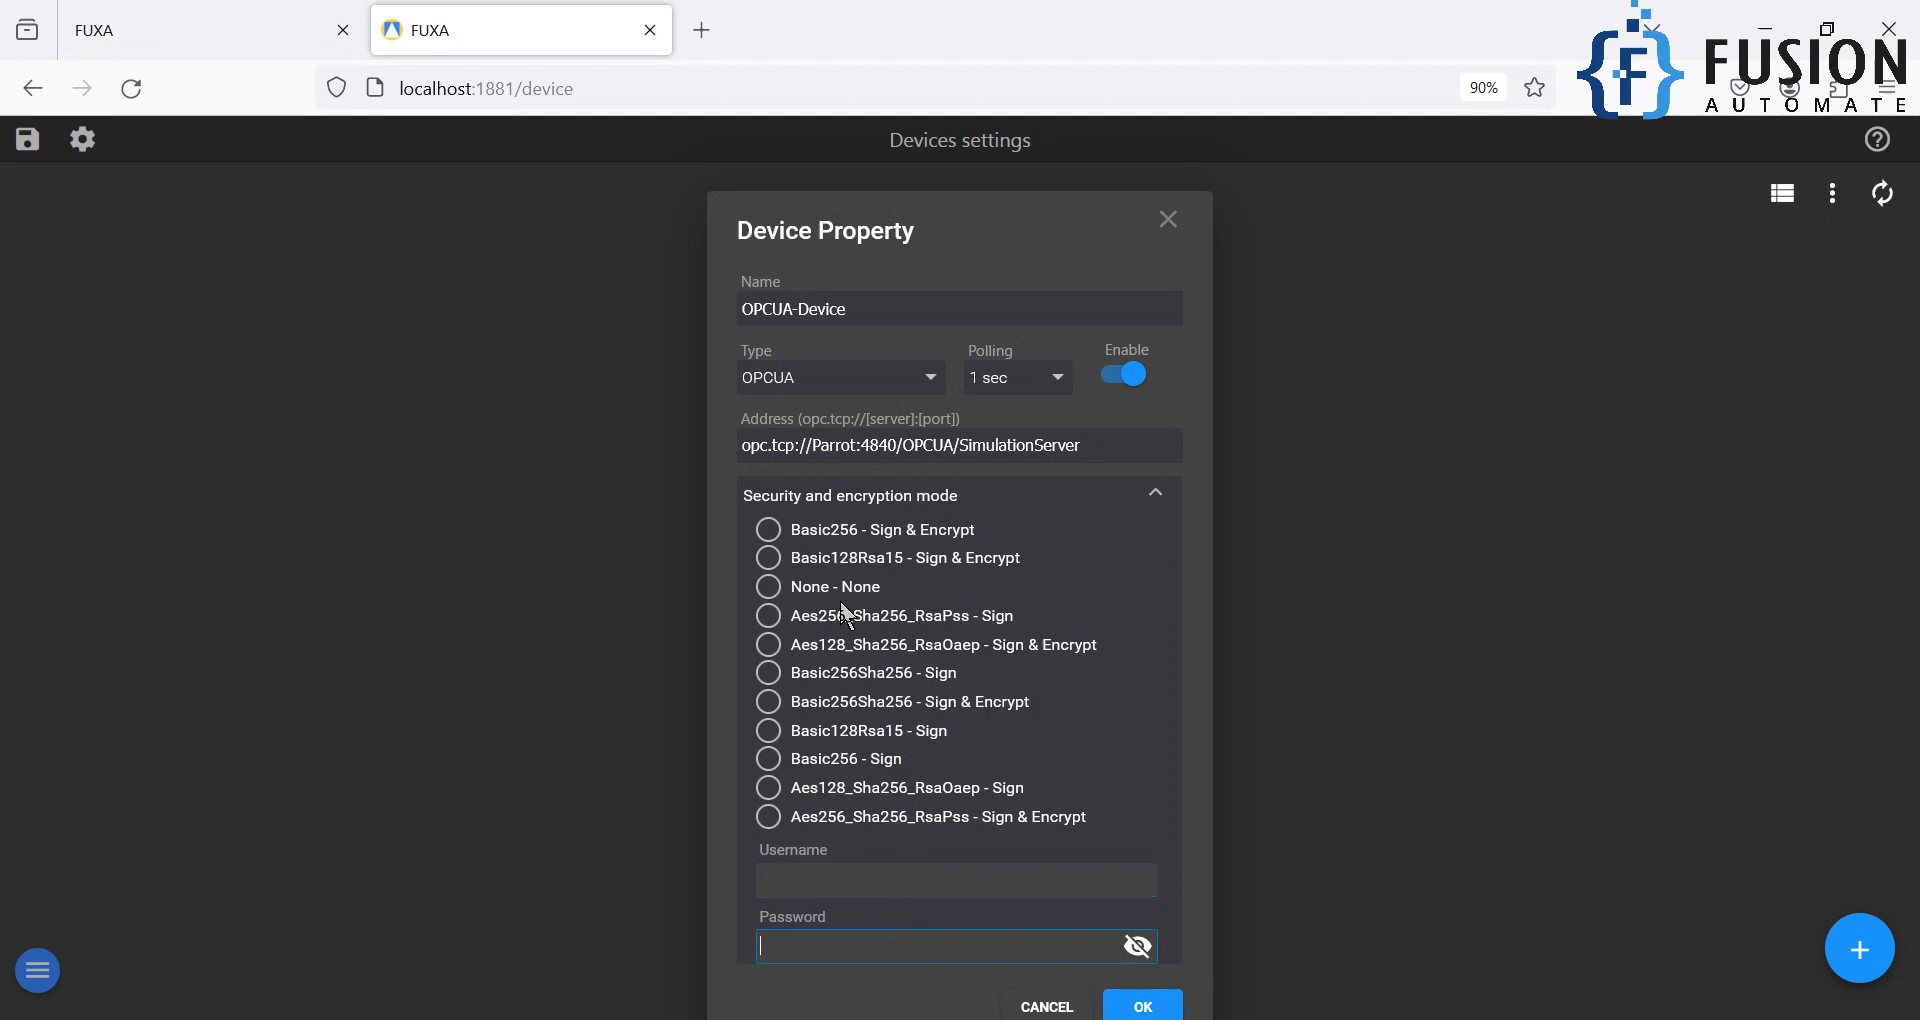 FUXA
FUXA
localhost:1881/device
90%
FUSION
AUTOMATE
Devices settings
Device Property
Name
OPCUA-Device
Type
Polling
Enable
OPCUA
1 sec
Address (opc.tcp://[server]:[port])
opc.tcp://Parrot:4840/OPCUA/SimulationServer
Security and encryption mode
Basic256 - Sign & Encrypt
Basic128Rsa15 - Sign & Encrypt
None - None
Aes256_Sha256_RsaPss - Sign
Aes128_Sha256_RsaOaep - Sign & Encrypt
Basic256Sha256 - Sign
Basic256Sha256 - Sign & Encrypt
Basic128Rsa15 - Sign
Basic256 - Sign
Aes128_Sha256_RsaOaep - Sign
Aes256_Sha256_RsaPss - Sign & Encrypt
Username
Password
CANCEL
OK